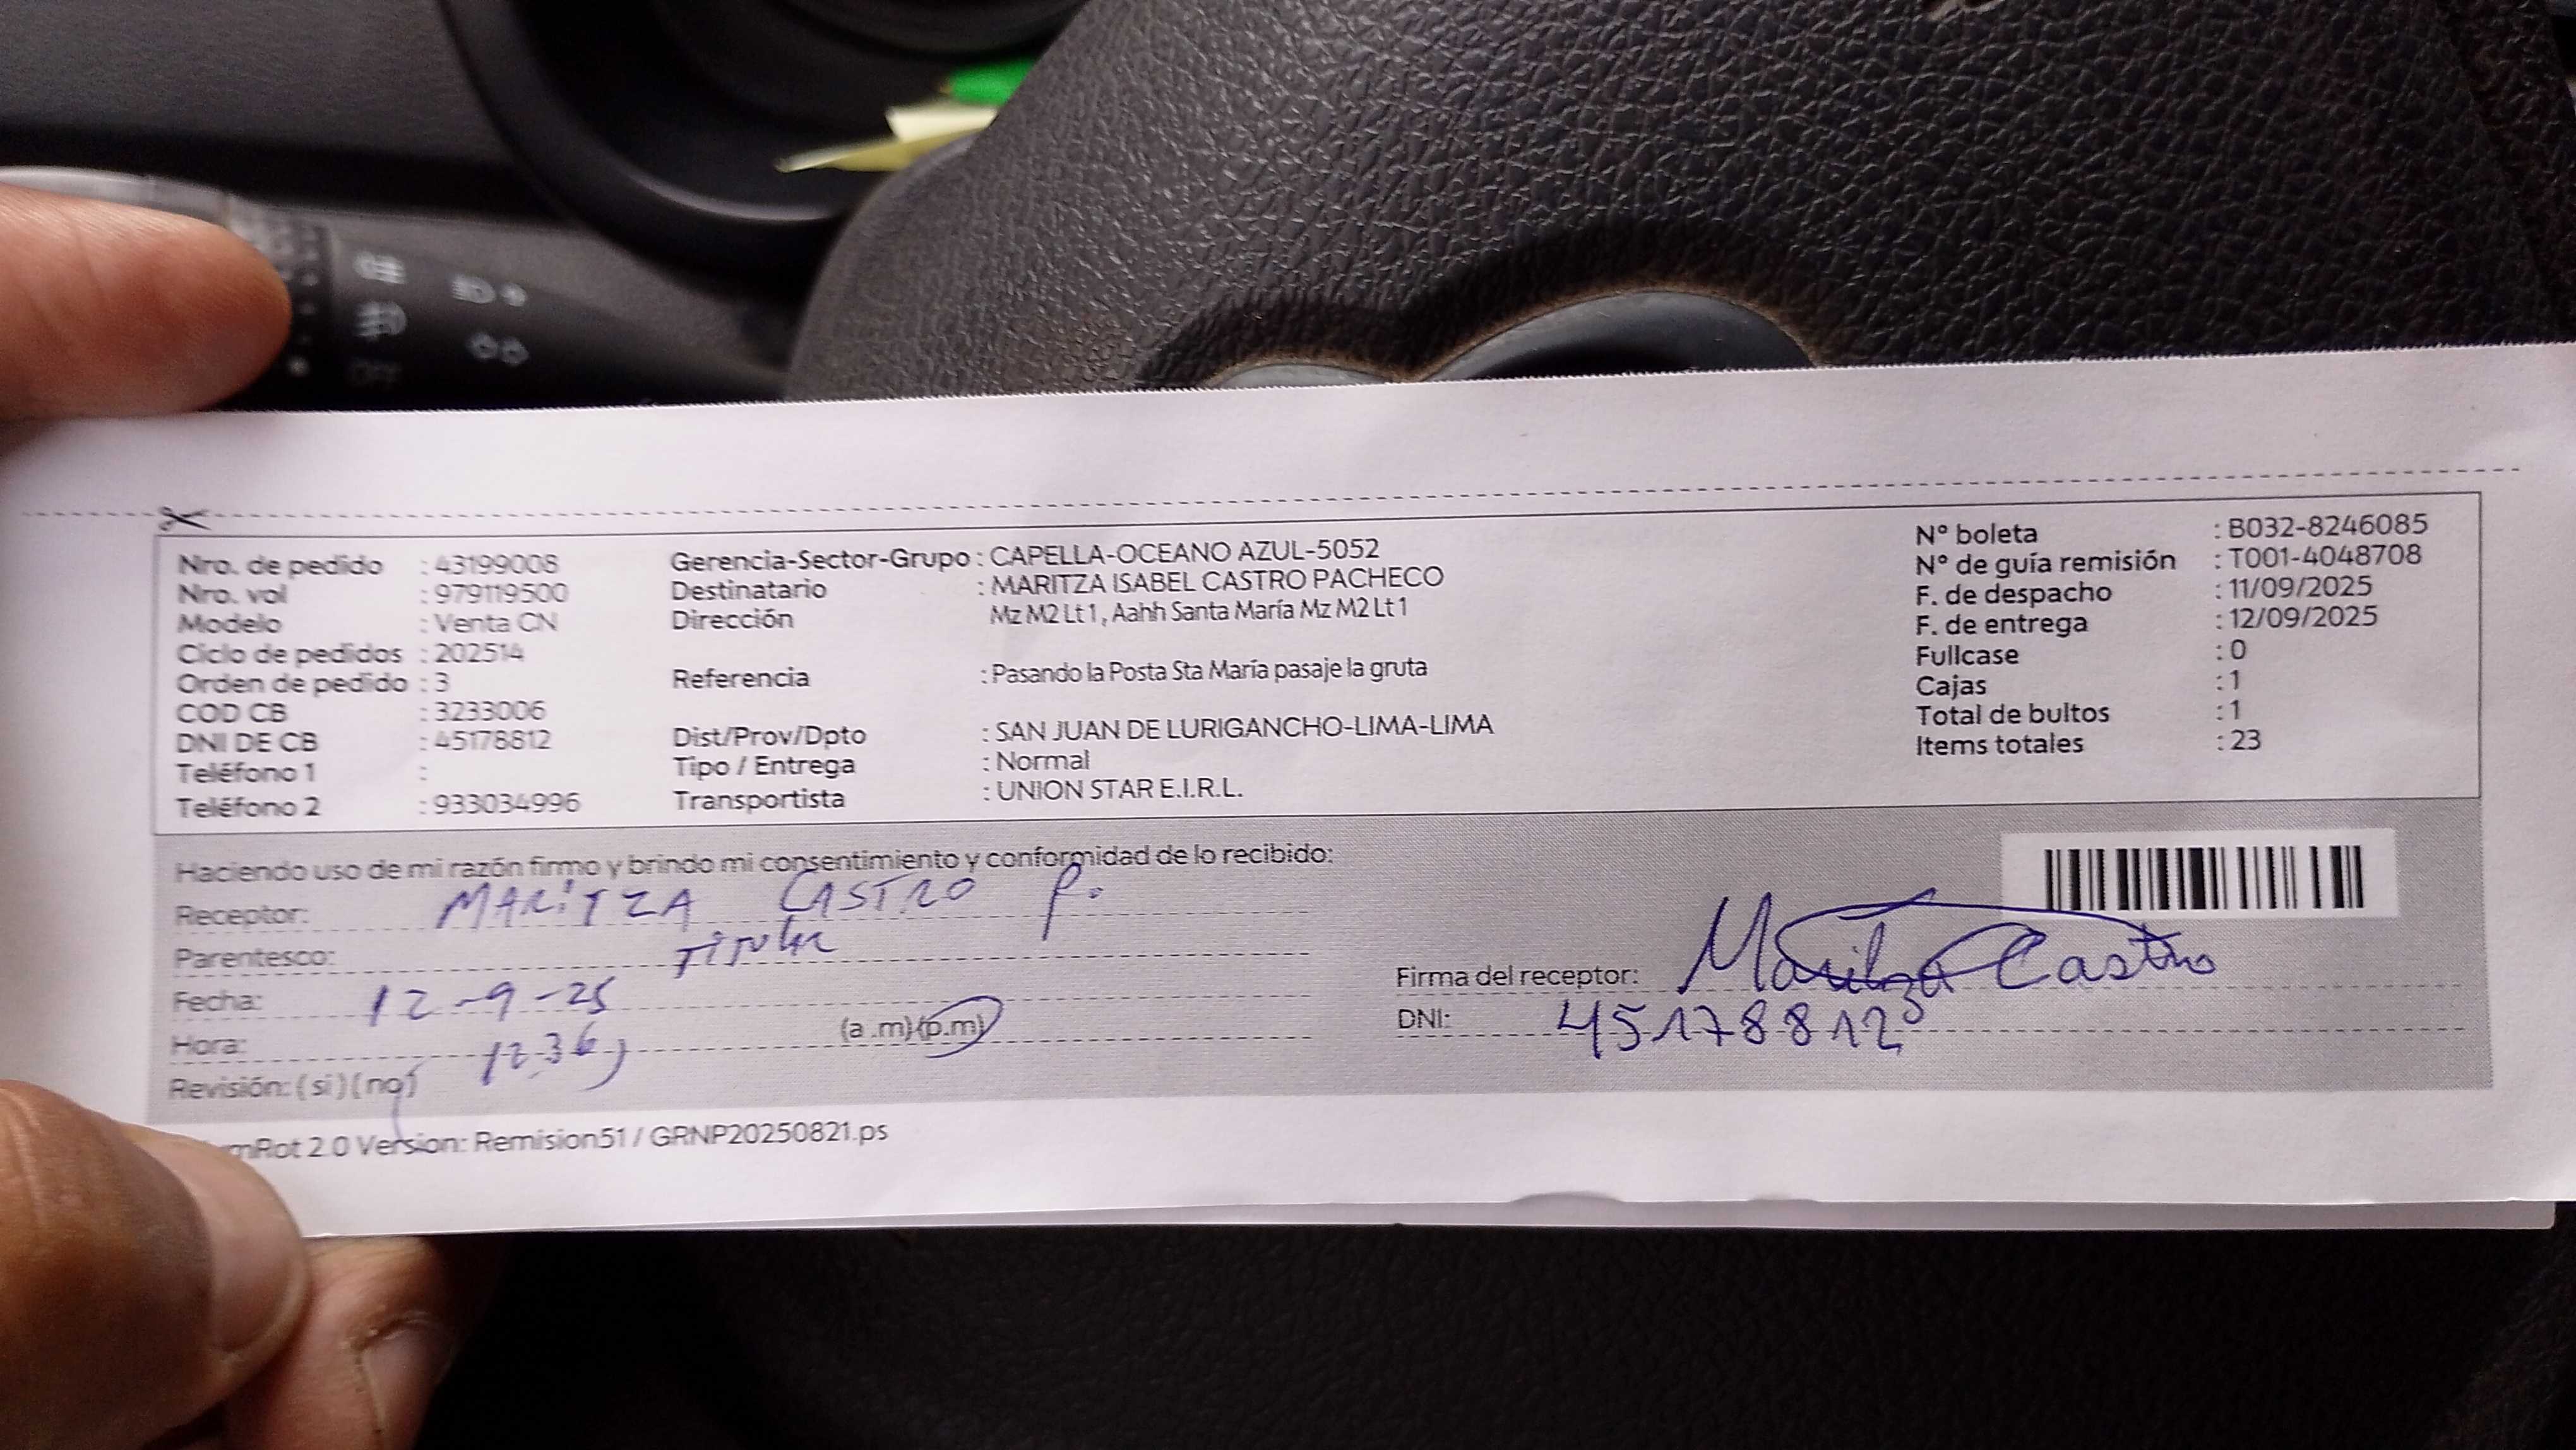 Nro. de pedido : 43199008
Nro. vol : 979119500
Modelo : Venta CN
Ciclo de pedidos : 202514
Orden de pedido : 3
COD CB : 3233006
DNI DE CB : 45178812
Teléfono 1 :
Teléfono 2 : 933034996
Gerencia-Sector-Grupo : CAPELLA-OCEANO AZUL-5052
Destinatario : MARITZA ISABEL CASTRO PACHECO
Dirección Mz M2 Lt 1 , Aahh Santa María Mz M2 Lt 1
Referencia : Pasando la Posta Sta María pasaje la gruta
Dist/Prov/Dpto : SAN JUAN DE LURIGANCHO-LIMA-LIMA
Tipo / Entrega : Normal
Transportista : UNION STAR E.I.R.L.
N° boleta : B032-8246085
N° de guía remisión : T001-4048708
F. de despacho : 11/09/2025
F. de entrega : 12/09/2025
Fullcase : 0
Cajas : 1
Total de bultos : 1
Items totales : 23
Haciendo uso de mi razón firmo y brindo mi consentimiento y conformidad de lo recibido:
Receptor: MARITZA CASTRO P.
Parentesco: Titular
Fecha: 12-9-25
Hora: 12.36 (a .m) (p.m)
Revisión: ( si ) ( no )
Firma del receptor: Maritza Castro
DNI: 45178812
mRot 2.0 Version: Remision51 / GRNP20250821.ps